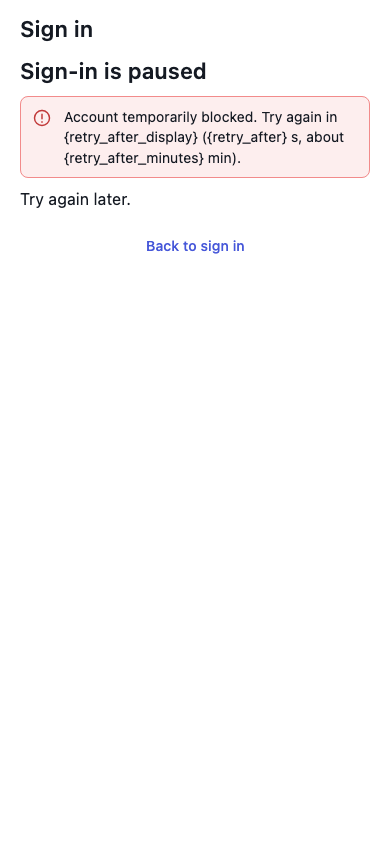 Sign in
Sign-in is paused
Account temporarily blocked. Try again in
{retry_after_display} ({retry_after} s, about
{retry_after_minutes} min).
Try again later.
Back to sign in